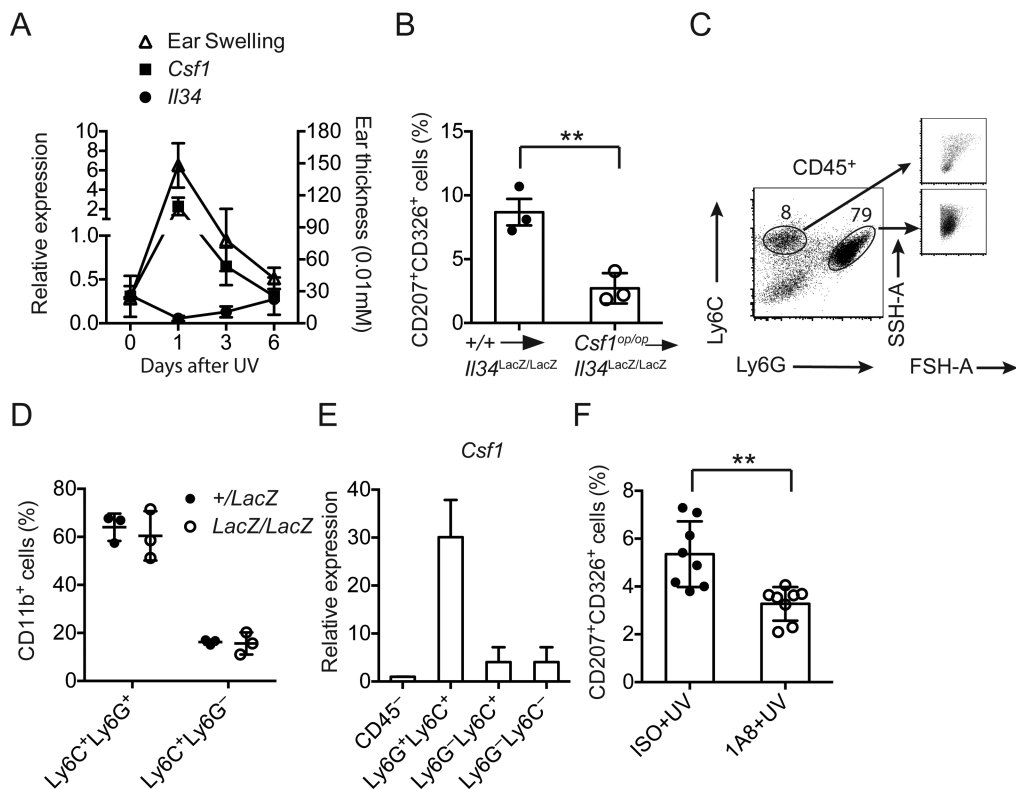 A
Ear Swelling
Csf1
Il34
Relative expression
10
8
6
4
2
1.0
0.5
0.0
180
150
120
90
60
30
0
Ear thickness (0.01mM)
0 1 3 6
Days after UV
B
CD207+CD326+ cells (%)
15
10
5
0
**
+/+
Il34LacZ/LacZ
Csf1op/op
Il34LacZ/LacZ
C
CD45+
8
79
Ly6C
Ly6G
SSH-A
FSH-A
D
CD11b+ cells (%)
80
60
40
20
0
+/LacZ
LacZ/LacZ
Ly6C+Ly6G+
Ly6C+Ly6G–
E
Csf1
Relative expression
40
30
20
10
0
CD45–
Ly6G+Ly6C+
Ly6G–Ly6C+
Ly6G–Ly6C–
F
CD207+CD326+ cells (%)
8
6
4
2
0
**
ISO+UV
1A8+UV